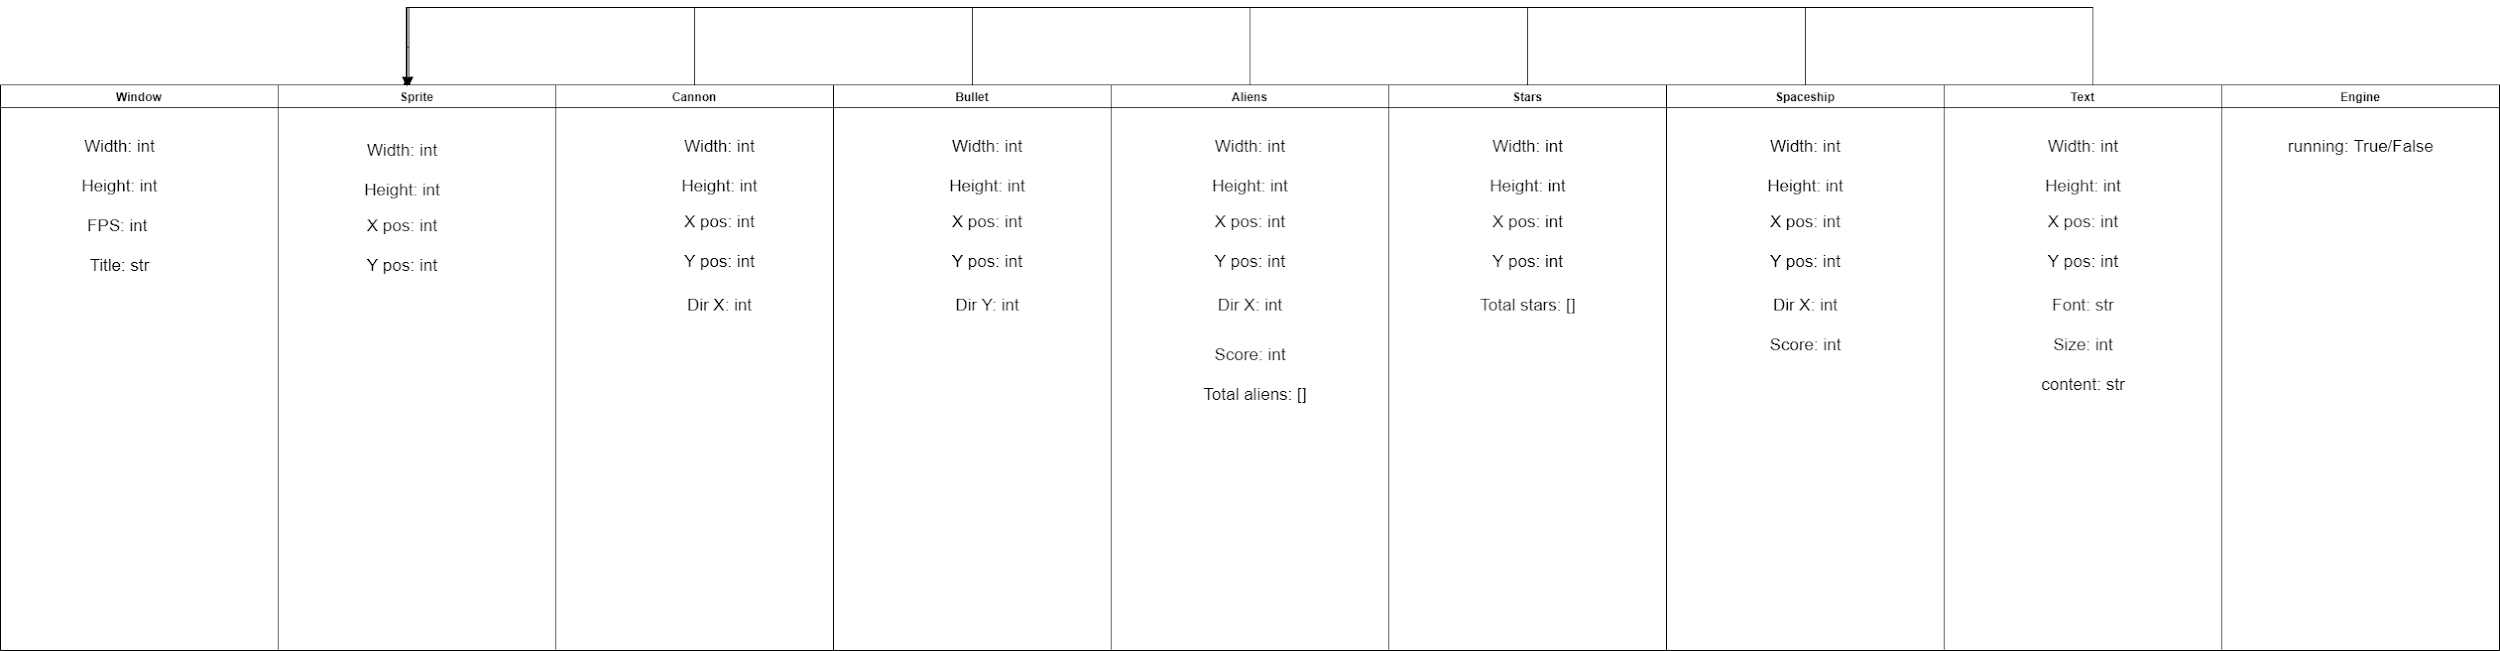 Window
Width: int
Height: int
FPS: int
Title: str
Sprite
Width: int
Height: int
X pos: int
Y pos: int
Cannon
Width: int
Height: int
X pos: int
Y pos: int
Dir X: int
Bullet
Width: int
Height: int
X pos: int
Y pos: int
Dir Y: int
Aliens
Width: int
Height: int
X pos: int
Y pos: int
Dir X: int
Score: int
Total aliens: []
Stars
Width: int
Height: int
X pos: int
Y pos: int
Total stars: []
Spaceship
Width: int
Height: int
X pos: int
Y pos: int
Dir X: int
Score: int
Text
Width: int
Height: int
X pos: int
Y pos: int
Font: str
Size: int
content: str
Engine
running: True/False